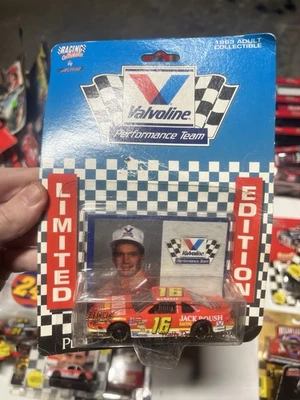 RACING
1993 ADULT
COLLECTIBLE
Valvoline
Performance Team
LIMITED
EDITION
Valvoline
Performance Team
16
16
JACK ROUSH